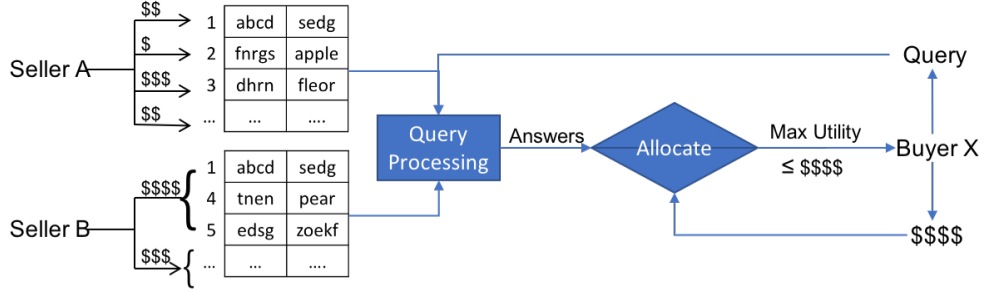 Seller A
$$
$
$$$
$$
1 abcd sedg
2 fnrgs apple
3 dhrn fleor
... ... ....
Seller B
$$$$
$$$
1 abcd sedg
4 tnen pear
5 edsg zoekf
... ... ....
Query
Processing
Answers
Allocate
Max Utility
≤ $$$$
Query
Buyer X
$$$$